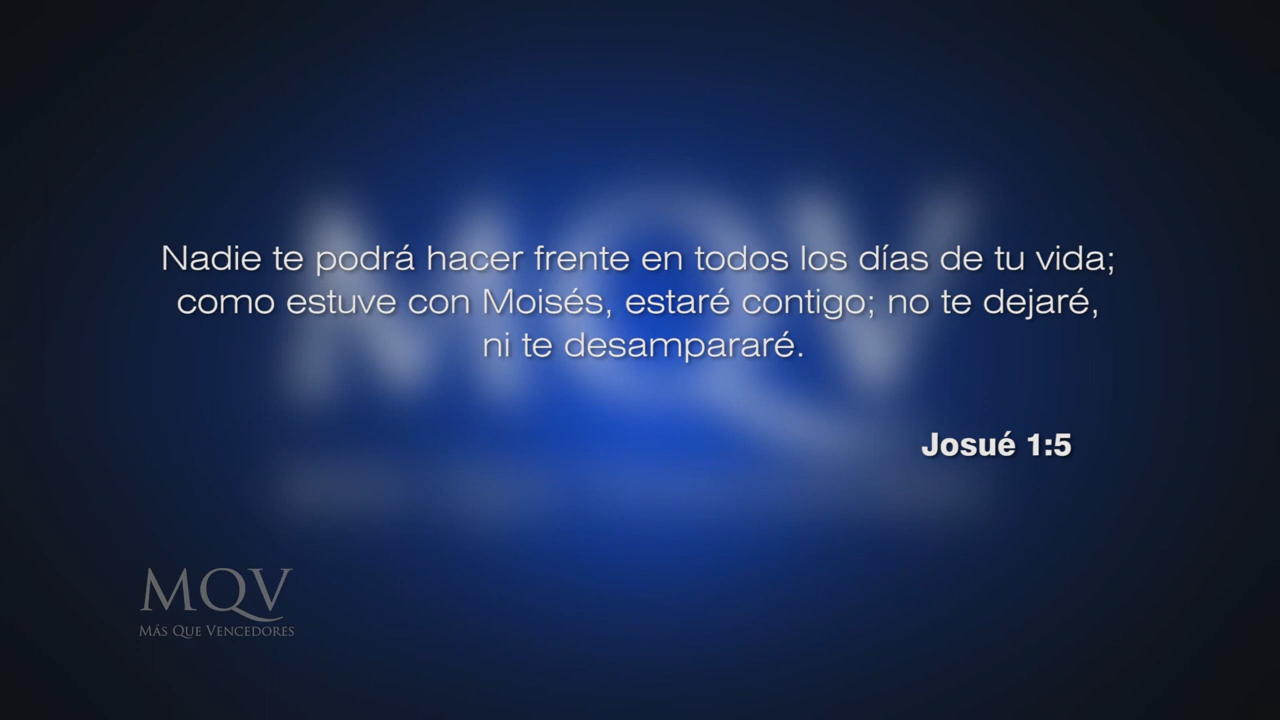 Nadie te podrá hacer frente en todos los días de tu vida;
como estuve con Moisés, estaré contigo; no te dejaré,
ni te desampararé.
Josué 1:5
MQV
MÁS QUE VENCEDORES